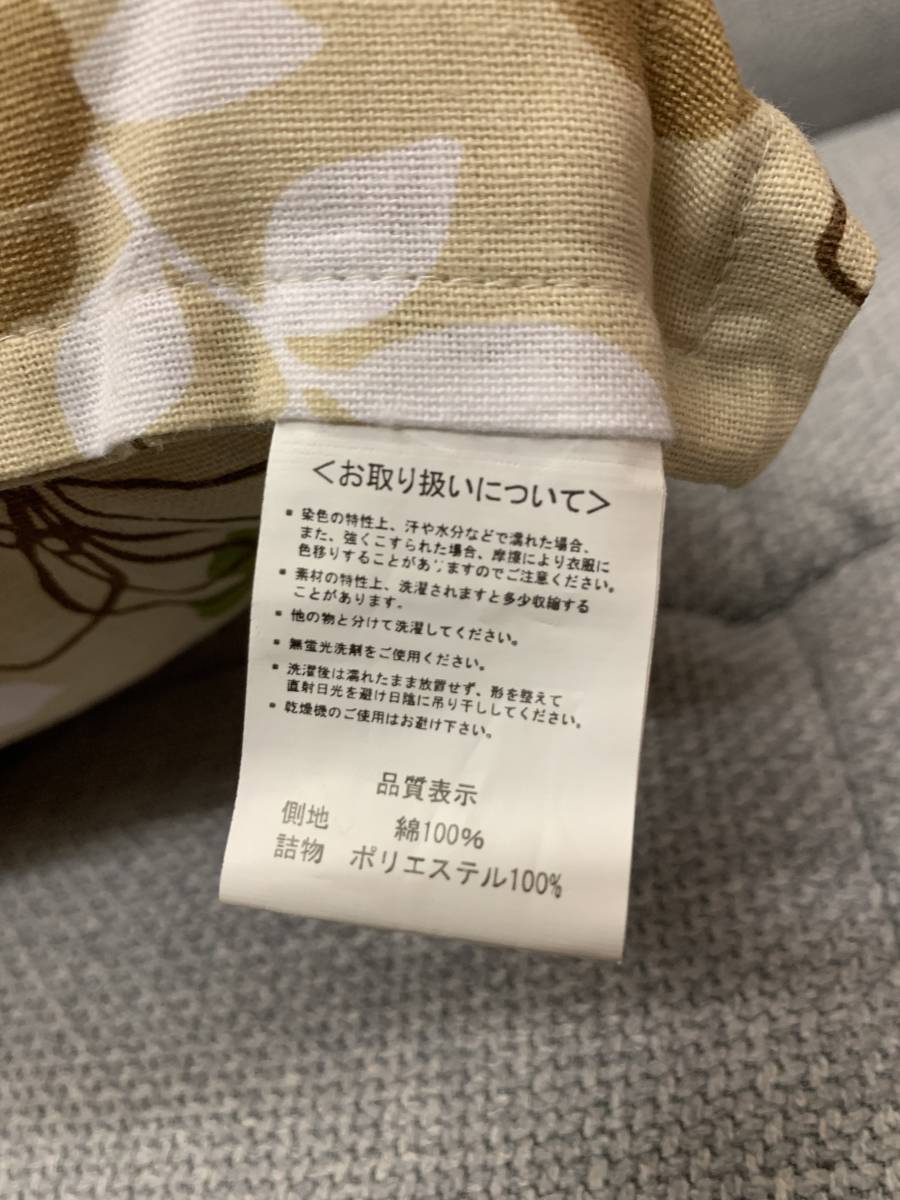 ＜お取り扱いについて＞
▪ 染色の特性上、汗や水分などで濡れた場合、
また、強くこすられた場合、摩擦により衣服に
色移りすることがありますのでご注意ください。
▪ 素材の特性上、洗濯されますと多少収縮する
ことがあります。
▪ 他の物と分けて洗濯してください。
▪ 無蛍光洗剤をご使用ください。
▪ 洗濯後は濡れたまま放置せず、形を整えて
直射日光を避け日陰に吊り干ししてください。
▪ 乾燥機のご使用はお避け下さい。
品質表示
側地 綿100%
詰物 ポリエステル100%